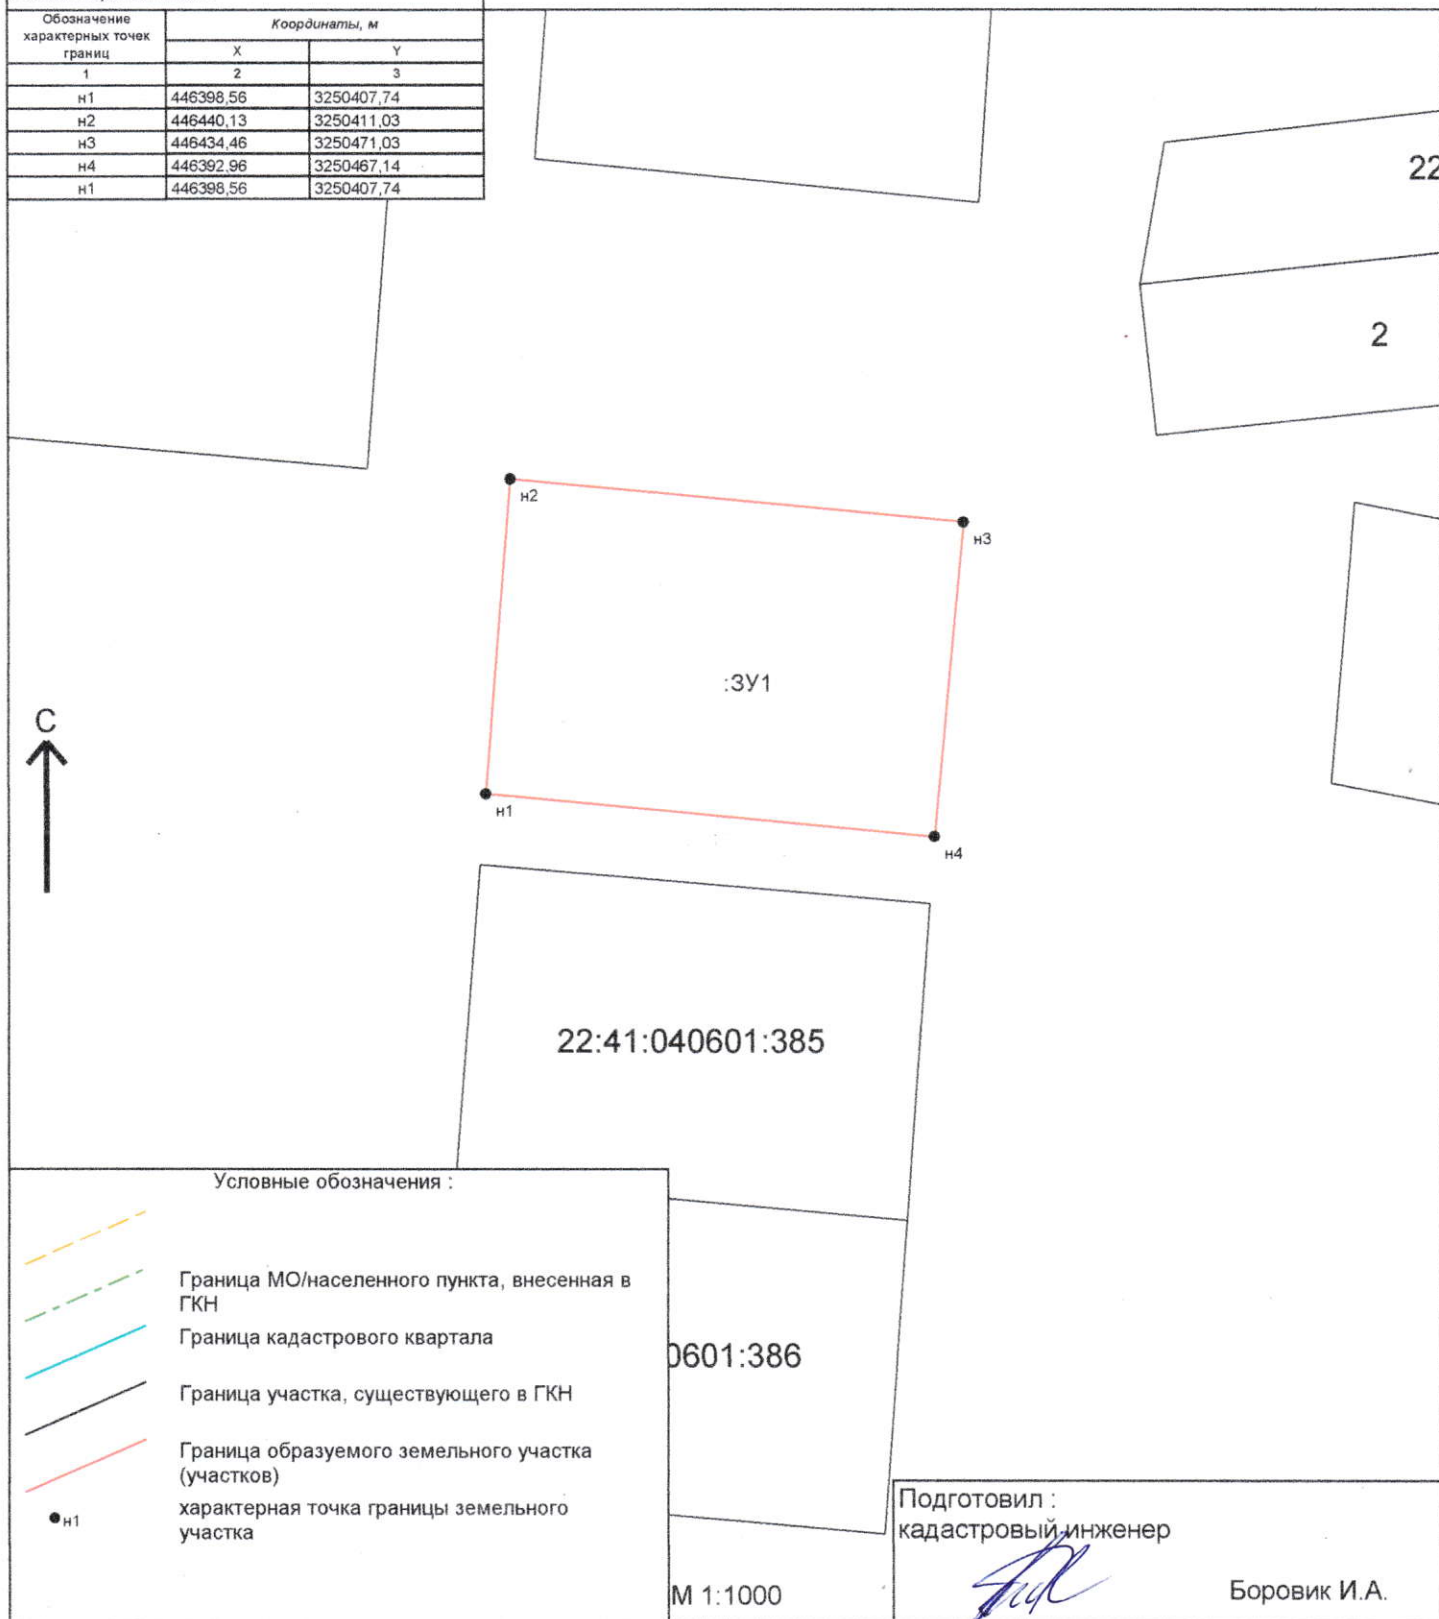 Обозначение характерных точек границ
Координаты, м
X
Y
1
2
3
н1 446398,56 3250407,74
н2 446440,13 3250411,03
н3 446434,46 3250471,03
н4 446392,96 3250467,14
н1 446398,56 3250407,74
22
2
н2
н3
:ЗУ1
С
н1
н4
22:41:040601:385
Условные обозначения :
Граница МО/населенного пункта, внесенная в
ГКН
Граница кадастрового квартала
0601:386
Граница участка, существующего в ГКН
Граница образуемого земельного участка
(участков)
н1
характерная точка границы земельного
участка
М 1:1000
Подготовил :
кадастровый инженер
Боровик И.А.